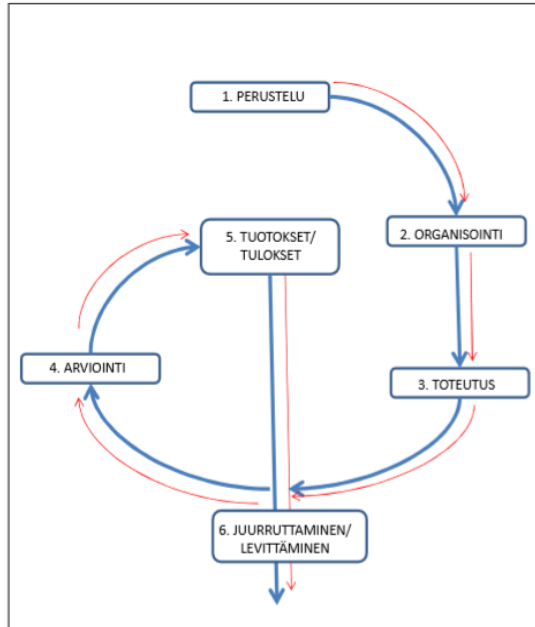 1. PERUSTELU
2. ORGANISOINTI
3. TOTEUTUS
4. ARVIOINTI
5. TUOTOKSET/
TULOKSET
6. JUURRUTTAMINEN/
LEVITTÄMINEN